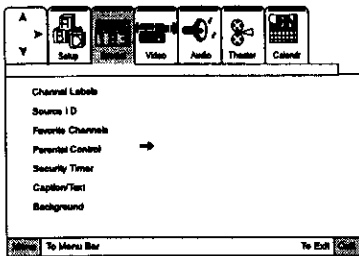 Setup
Video
Audio
Theater
Calendr
Channel Labels
Source I D
Favorite Channels
Parental Control
Security Timer
Caption/Text
Background
Menu To Menu Bar
To Exit